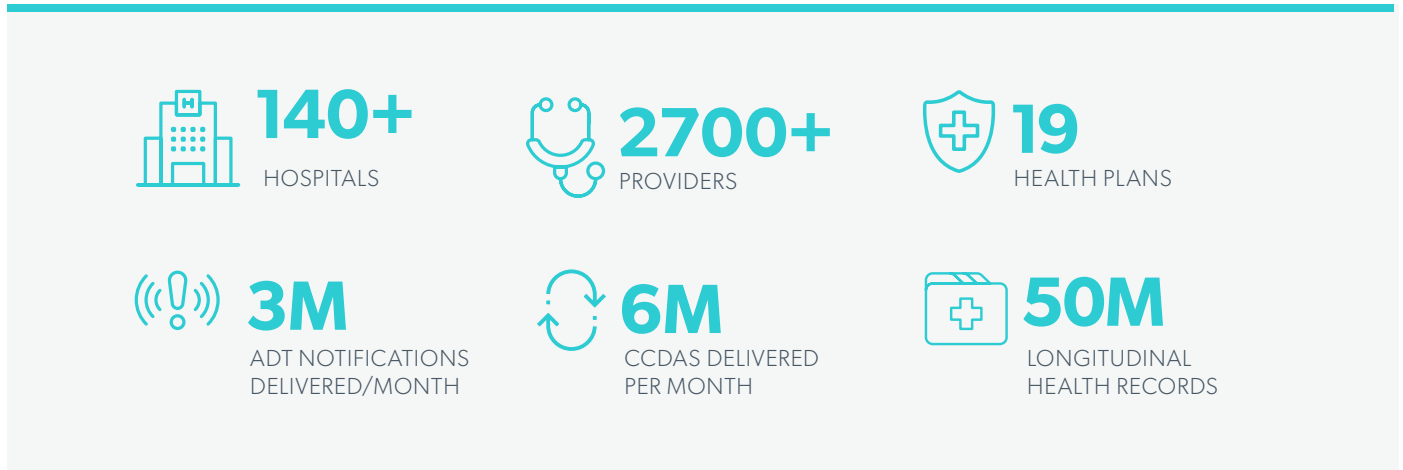 H
140+
HOSPITALS
2700+
PROVIDERS
19
HEALTH PLANS
3M
ADT NOTIFICATIONS
DELIVERED/MONTH
6M
CCDAS DELIVERED
PER MONTH
50M
LONGITUDINAL
HEALTH RECORDS